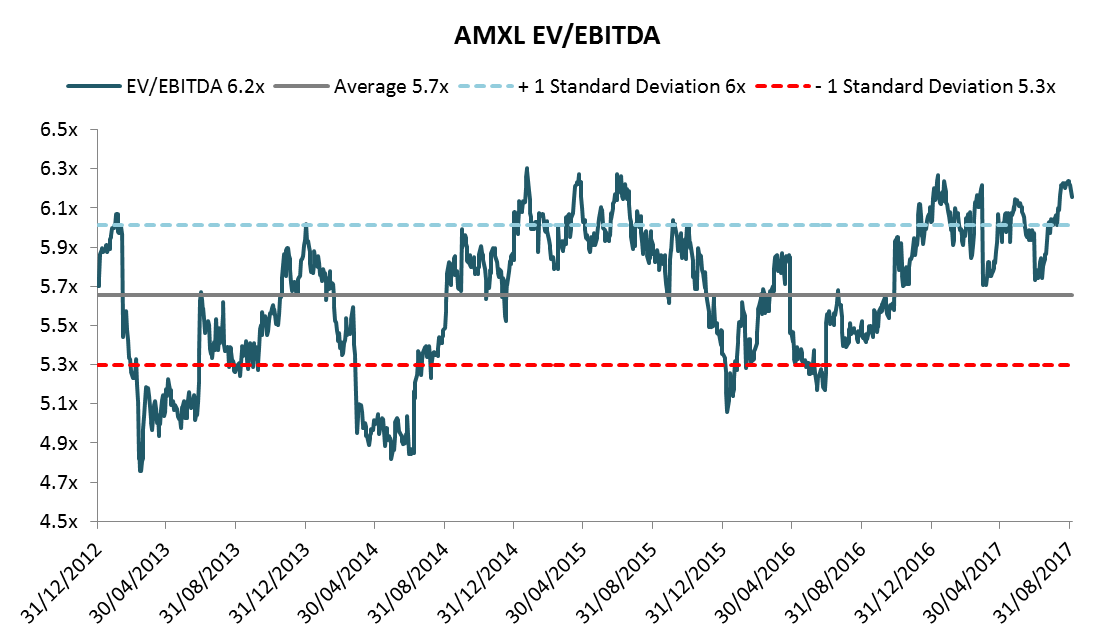 AMXL EV/EBITDA
EV/EBITDA 6.2x Average 5.7x + 1 Standard Deviation 6x - 1 Standard Deviation 5.3x
6.5x
6.3x
6.1x
5.9x
5.7x
5.5x
5.3x
5.1x
4.9x
4.7x
4.5x
31/12/2012 30/04/2013 31/08/2013 31/12/2013 30/04/2014 31/08/2014 31/12/2014 30/04/2015 31/08/2015 31/12/2015 30/04/2016 31/08/2016 31/12/2016 30/04/2017 31/08/2017